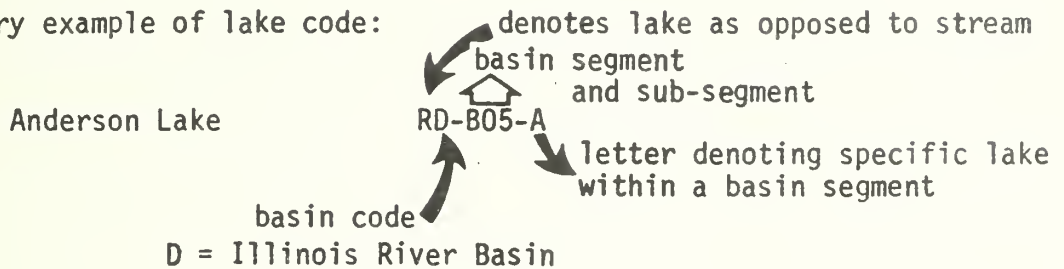 ry example of lake code: denotes lake as opposed to stream
basin segment
and sub-segment
Anderson Lake RD-B05-A
letter denoting specific lake
within a basin segment
basin code
D = Illinois River Basin